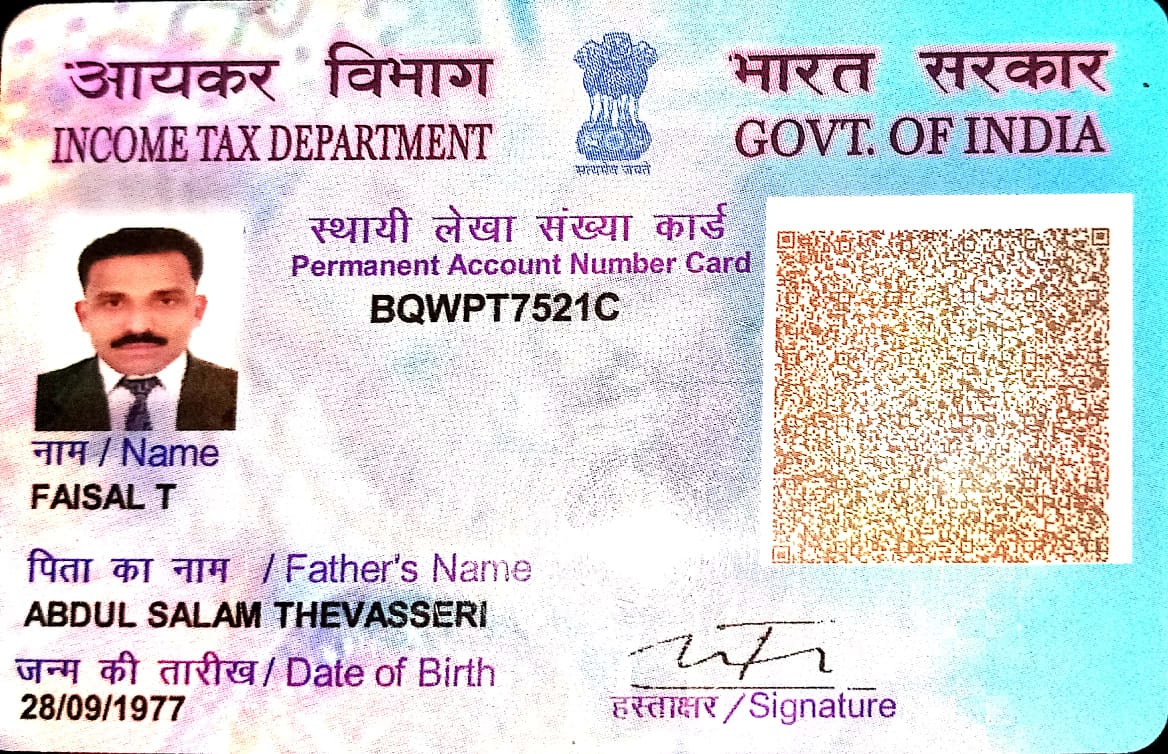 आयकर विभाग
INCOME TAX DEPARTMENT
सत्यमेव जयते
भारत सरकार
GOVT. OF INDIA
स्थायी लेखा संख्या कार्ड
Permanent Account Number Card
BQWPT7521C
नाम / Name
FAISAL T
पिता का नाम / Father's Name
ABDUL SALAM THEVASSERI
जन्म की तारीख / Date of Birth
28/09/1977
हस्ताक्षर / Signature